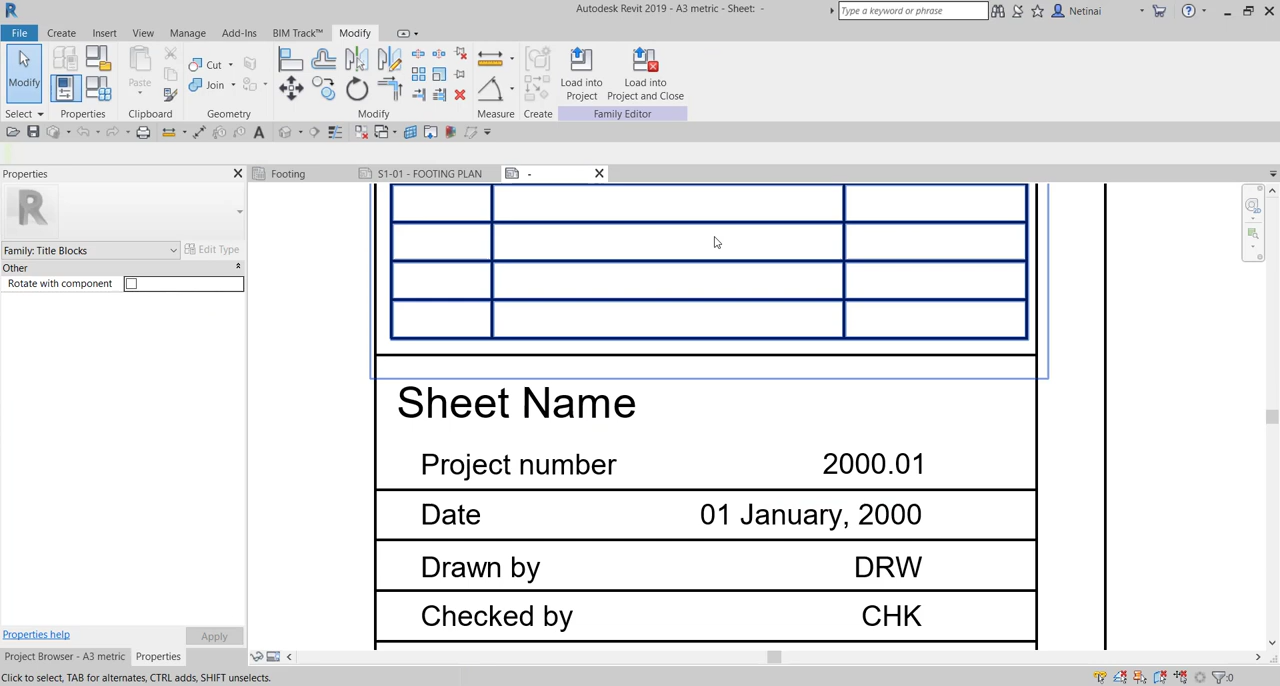 Autodesk Revit 2019 - A3 metric - Sheet: -
Type a keyword or phrase
Netinai
File Create Insert View Manage Add-Ins BIM Track™ Modify
Modify
Paste
Cut
Join
Load into Project
Load into Project and Close
Select Properties Clipboard Geometry Modify Measure Create Family Editor
Properties
Footing
S1-01 - FOOTING PLAN
-
Family: Title Blocks
Edit Type
Other
Rotate with component
Sheet Name
Project number 2000.01
Date 01 January, 2000
Drawn by DRW
Checked by CHK
Properties help
Apply
Project Browser - A3 metric
Properties
Click to select, TAB for alternates, CTRL adds, SHIFT unselects.
:0